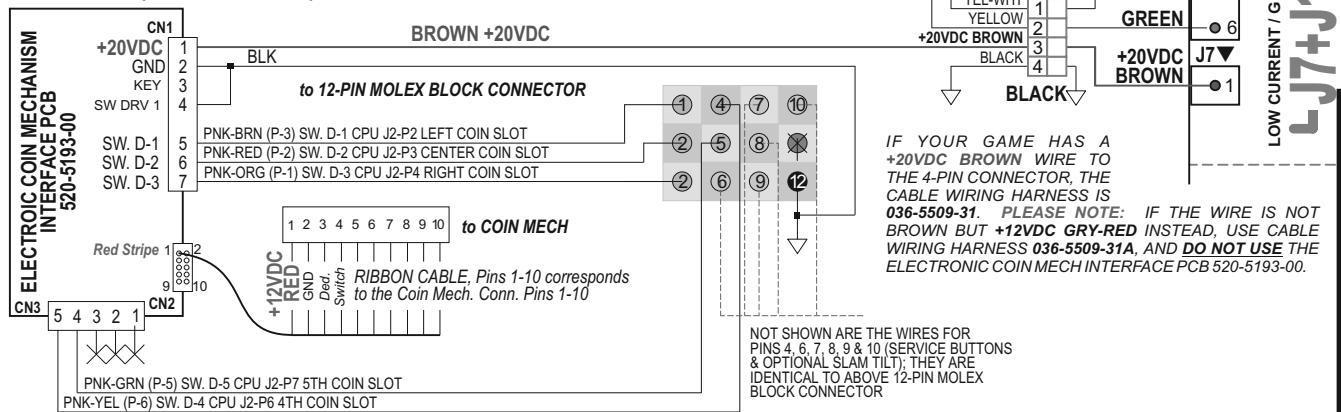 ELECTROIC COIN MECHANISM
INTERFACE PCB
520-5193-00
CN1
+20VDC 1
GND 2
KEY 3
SW DRV 1 4
SW. D-1 5
SW. D-2 6
SW. D-3 7
BROWN +20VDC
BLK
to 12-PIN MOLEX BLOCK CONNECTOR
PNK-BRN (P-3) SW. D-1 CPU J2-P2 LEFT COIN SLOT
PNK-RED (P-2) SW. D-2 CPU J2-P3 CENTER COIN SLOT
PNK-ORG (P-1) SW. D-3 CPU J2-P4 RIGHT COIN SLOT
1 4 7 10
2 5 8
2 6 9 12
1
YELLOW 2
+20VDC BROWN 3
BLACK 4
BLACK
GREEN 6
+20VDC J7▼
BROWN 1
LOW CURRENT / G
J7+J
IF YOUR GAME HAS A
+20VDC BROWN WIRE TO
THE 4-PIN CONNECTOR, THE
CABLE WIRING HARNESS IS
036-5509-31. PLEASE NOTE: IF THE WIRE IS NOT
BROWN BUT +12VDC GRY-RED INSTEAD, USE CABLE
WIRING HARNESS 036-5509-31A, AND DO NOT USE THE
ELECTRONIC COIN MECH INTERFACE PCB 520-5193-00.
Red Stripe 1 2
9 10
CN2
1 2 3 4 5 6 7 8 9 10
to COIN MECH
+12VDC
RED
GND
Ded.
Switch
RIBBON CABLE, Pins 1-10 corresponds
to the Coin Mech. Conn. Pins 1-10
CN3
5 4 3 2 1
PNK-GRN (P-5) SW. D-5 CPU J2-P7 5TH COIN SLOT
PNK-YEL (P-6) SW. D-4 CPU J2-P6 4TH COIN SLOT
NOT SHOWN ARE THE WIRES FOR
PINS 4, 6, 7, 8, 9 & 10 (SERVICE BUTTONS
& OPTIONAL SLAM TILT); THEY ARE
IDENTICAL TO ABOVE 12-PIN MOLEX
BLOCK CONNECTOR